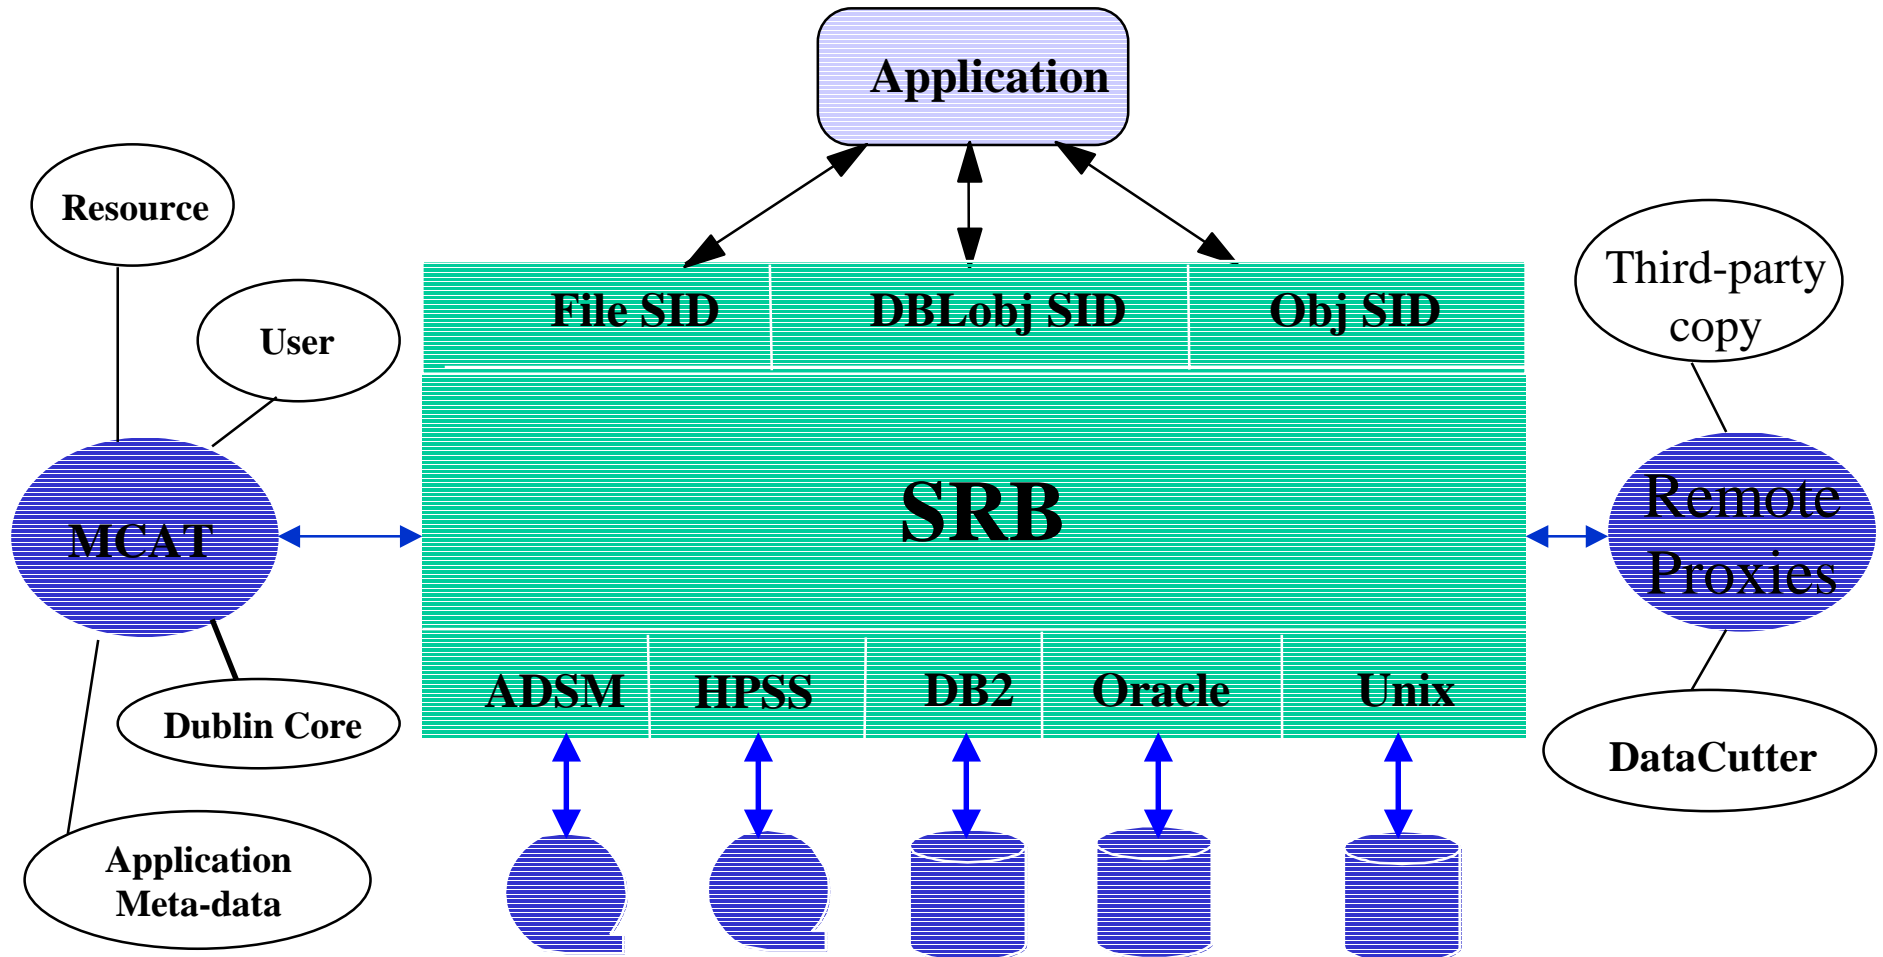 Application
Resource
User
File SID
DBLobj SID
Obj SID
Third-party
copy
MCAT
SRB
Remote
Proxies
ADSM
HPSS
DB2
Oracle
Unix
Dublin Core
DataCutter
Application
Meta-data